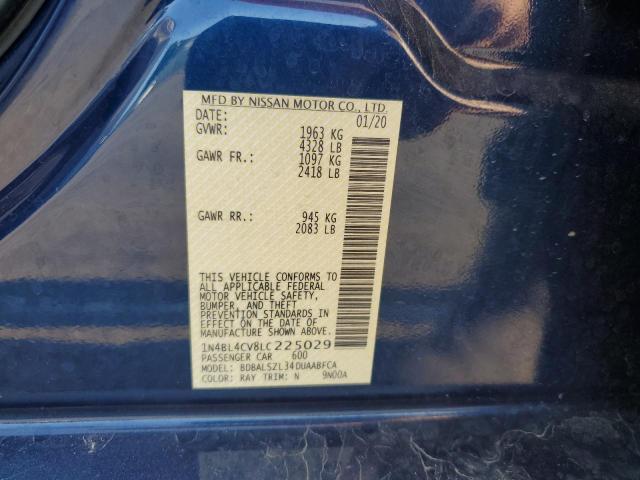 MFD BY NISSAN MOTOR CO., LTD.
DATE: 01/20
GVWR: 1963 KG
4328 LB
GAWR FR: 1097 KG
2418 LB
GAWR RR: 945 KG
2083 LB
THIS VEHICLE CONFORMS TO
ALL APPLICABLE FEDERAL
MOTOR VEHICLE SAFETY,
BUMPER, AND THEFT
PREVENTION STANDARDS
IN EFFECT ON THE DATE OF
MANUFACTURE SHOWN ABOVE.
1N4BL4CV8LC225029
PASSENGER CAR 600
MODEL: BDBALSZL34DUAABFCA
COLOR: RAY TRIM: N 9N00A